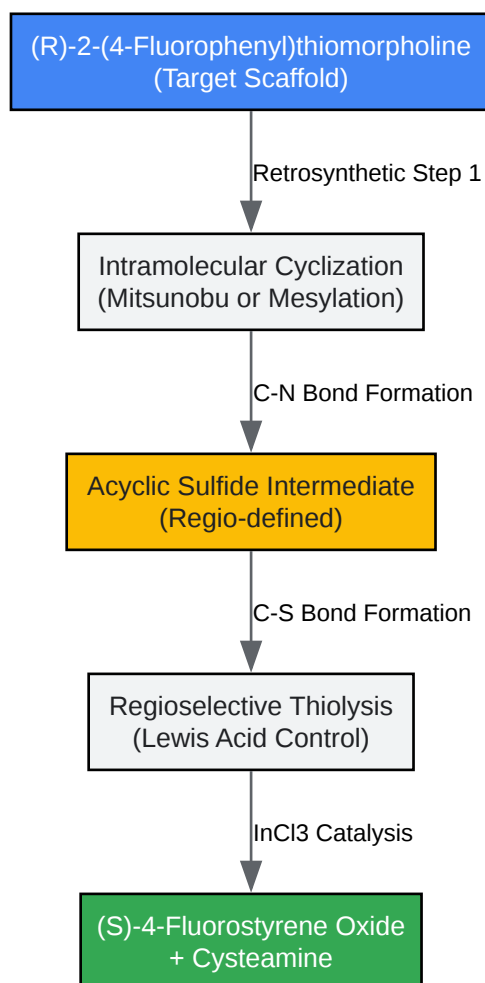 (R)-2-(4-Fluorophenyl)thiomorpholine
(Target Scaffold)
Retrosynthetic Step 1
Intramolecular Cyclization
(Mitsunobu or Mesylation)
C-N Bond Formation
Acyclic Sulfide Intermediate
(Regio-defined)
C-S Bond Formation
Regioselective Thiolysis
(Lewis Acid Control)
InCl3 Catalysis
(S)-4-Fluorostyrene Oxide
+ Cysteamine